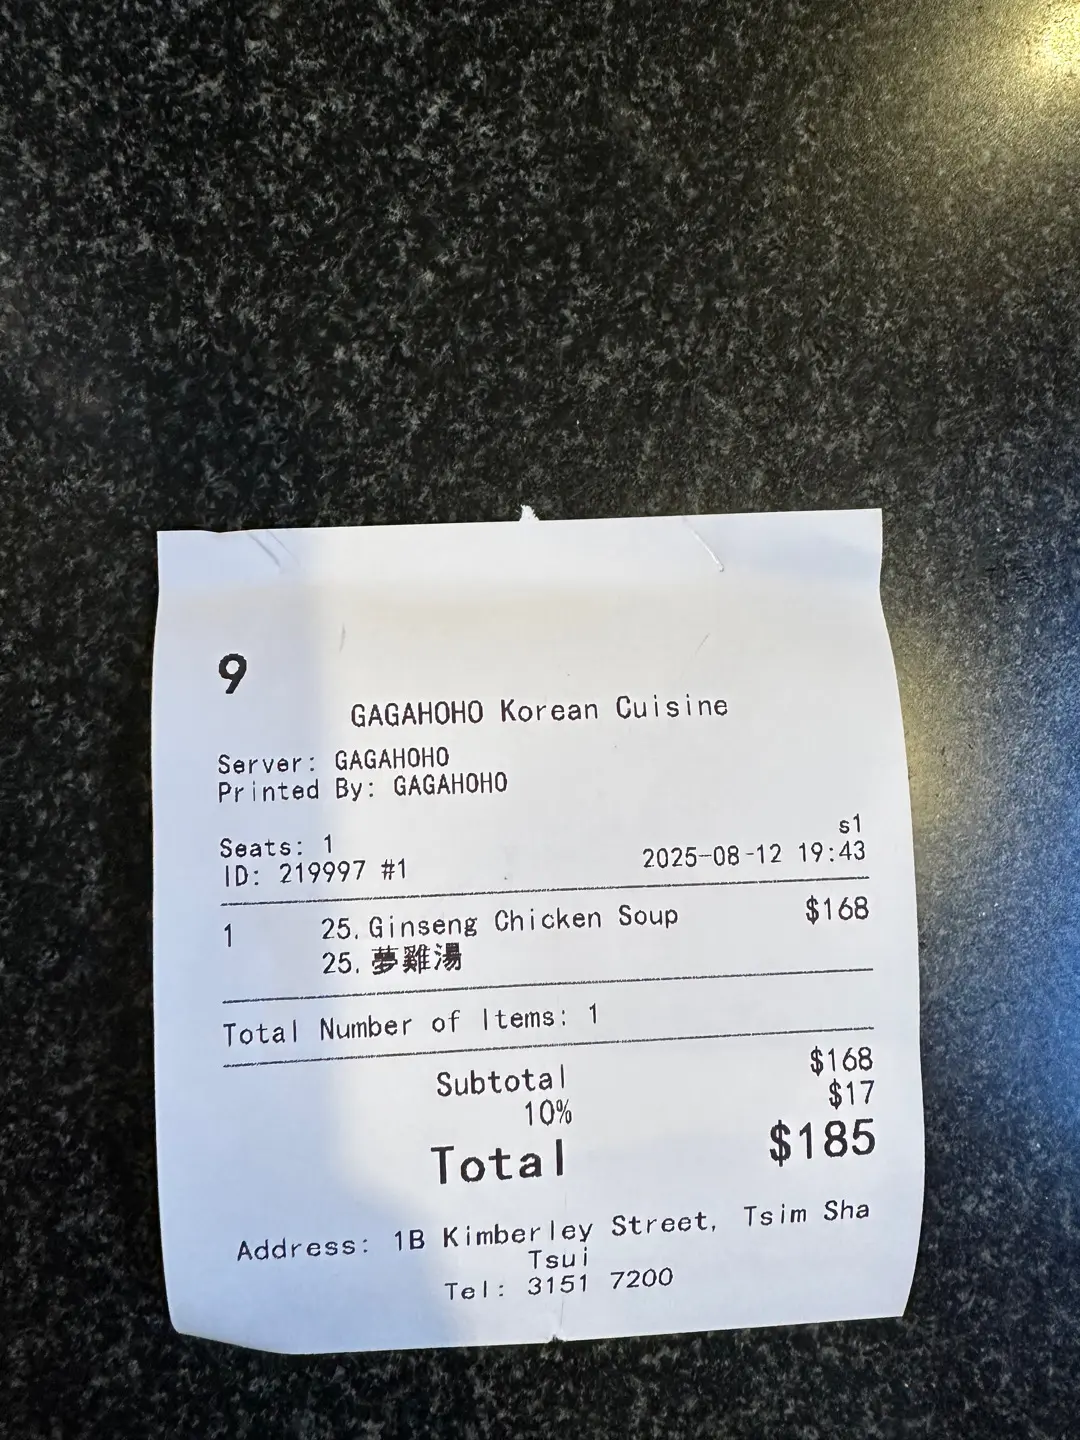 9
GAGAHOHO Korean Cuisine
Server: GAGAHOHO
Printed By: GAGAHOHO
s1
Seats: 1
ID: 219997 #1 2025-08-12 19:43
1 25. Ginseng Chicken Soup $168
25. 蔘雞湯
Total Number of Items: 1
Subtotal $168
10% $17
Total $185
Address: 1B Kimberley Street, Tsim Sha
Tsui
Tel: 3151 7200